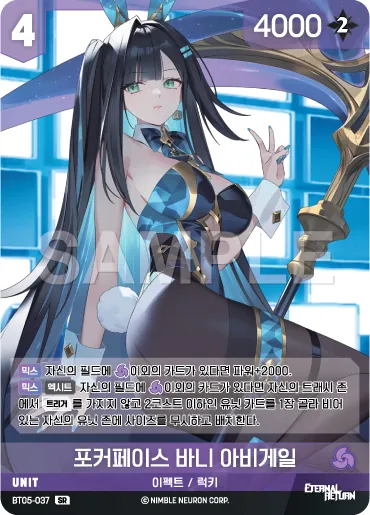 4
4000
2
SAMPLE
믹스 자신의 필드에 이외의 카드가 있다면 파워+2000.
믹스 엑시트 자신의 필드에 이외의 카드가 있다면 자신의 트래시 존
에서 트리거 를 가지지 않고 2코스트 이하인 유닛 카드를 1장 골라 비어
있는 자신의 유닛 존에 사이즈를 무시하고 배치한다.
포커페이스 바니 아비게일
UNIT
이펙트 / 럭키
BT05-037 SR
© NIMBLE NEURON CORP.
ETERNAL RETURN